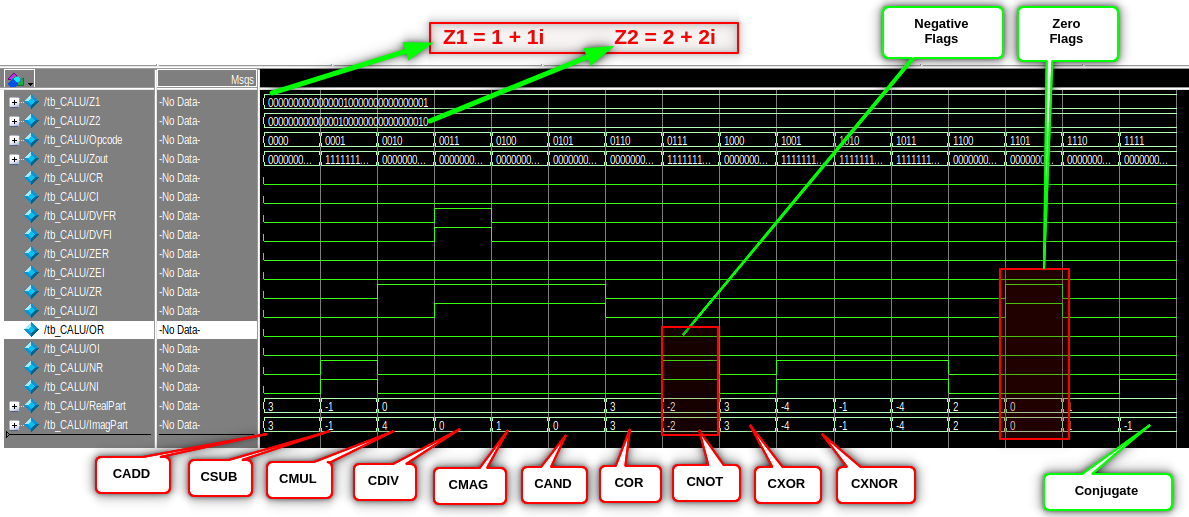 Z1 = 1 + 1i Z2 = 2 + 2i
Negative
Flags
Zero
Flags
Msgs
/tb_CALU/Z1 -No Data- 00000000000000010000000000000001
/tb_CALU/Z2 -No Data- 00000000000000100000000000000010
/tb_CALU/Opcode -No Data- 0000 0001 0010 0011 0100 0101 0110 0111 1000 1001 1010 1011 1100 1101 1110 1111
/tb_CALU/Zout -No Data- 0000000... 1111111... 0000000... 0000000... 0000000... 0000000... 0000000... 1111111... 0000000... 1111111... 1111111... 1111111... 0000000... 0000000... 0000000... 0000000...
/tb_CALU/CR -No Data-
/tb_CALU/CI -No Data-
/tb_CALU/DVFR -No Data-
/tb_CALU/DVFI -No Data-
/tb_CALU/ZER -No Data-
/tb_CALU/ZEI -No Data-
/tb_CALU/ZR -No Data-
/tb_CALU/ZI -No Data-
/tb_CALU/OR -No Data-
/tb_CALU/OI -No Data-
/tb_CALU/NR -No Data-
/tb_CALU/NI -No Data-
/tb_CALU/RealPart -No Data- 3 -1 0 3 -2 3 -4 -1 -4 2 0 1
/tb_CALU/ImagPart -No Data- 3 -1 4 0 1 0 3 -2 3 -4 -1 -4 2 0 1 -1
CADD CSUB CMUL CDIV CMAG CAND COR CNOT CXOR CXNOR Conjugate